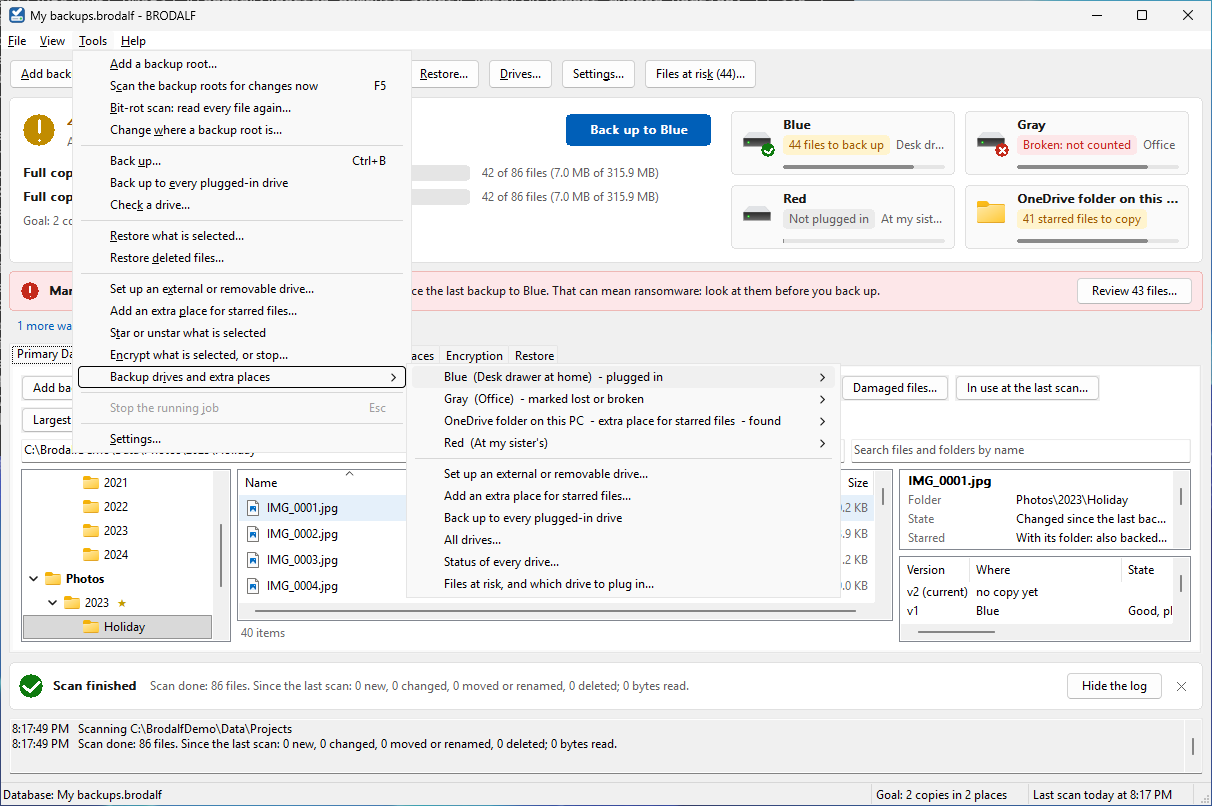 My backups.brodalf - BRODALF
File View Tools Help
Add back
Restore... Drives... Settings... Files at risk (44)...
Add a backup root...
Scan the backup roots for changes now F5
Bit-rot scan: read every file again...
Change where a backup root is...
Back up... Ctrl+B
Back up to every plugged-in drive
Check a drive...
Restore what is selected...
Restore deleted files...
Set up an external or removable drive...
Add an extra place for starred files...
Star or unstar what is selected
Encrypt what is selected, or stop...
Backup drives and extra places
Stop the running job Esc
Settings...
Back up to Blue
Full cop
42 of 86 files (7.0 MB of 315.9 MB)
Full cop
42 of 86 files (7.0 MB of 315.9 MB)
Goal: 2 co
Blue
44 files to back up Desk dr...
Gray
Broken: not counted Office
Red
Not plugged in At my sist...
OneDrive folder on this ...
41 starred files to copy
Mar
ce the last backup to Blue. That can mean ransomware: look at them before you back up.
Review 43 files...
1 more wa
Primary Da
aces Encryption Restore
Add ba
Damaged files... In use at the last scan...
Largest
Search files and folders by name
Blue (Desk drawer at home) - plugged in
Gray (Office) - marked lost or broken
OneDrive folder on this PC - extra place for starred files - found
Red (At my sister's)
Set up an external or removable drive...
Add an extra place for starred files...
Back up to every plugged-in drive
All drives...
Status of every drive...
Files at risk, and which drive to plug in...
2021
2022
2023
2024
Photos
2023
Holiday
Name
Size
IMG_0001.jpg
.2 KB
IMG_0002.jpg
.9 KB
IMG_0003.jpg
.2 KB
IMG_0004.jpg
.0 KB
40 items
IMG_0001.jpg
Folder Photos\2023\Holiday
State Changed since the last bac...
Starred With its folder: also backed...
Version Where State
v2 (current) no copy yet
v1 Blue Good, pl
Scan finished Scan done: 86 files. Since the last scan: 0 new, 0 changed, 0 moved or renamed, 0 deleted; 0 bytes read.
Hide the log
8:17:49 PM Scanning C:\BrodalfDemo\Data\Projects
8:17:49 PM Scan done: 86 files. Since the last scan: 0 new, 0 changed, 0 moved or renamed, 0 deleted; 0 bytes read.
Database: My backups.brodalf
Goal: 2 copies in 2 places
Last scan today at 8:17 PM